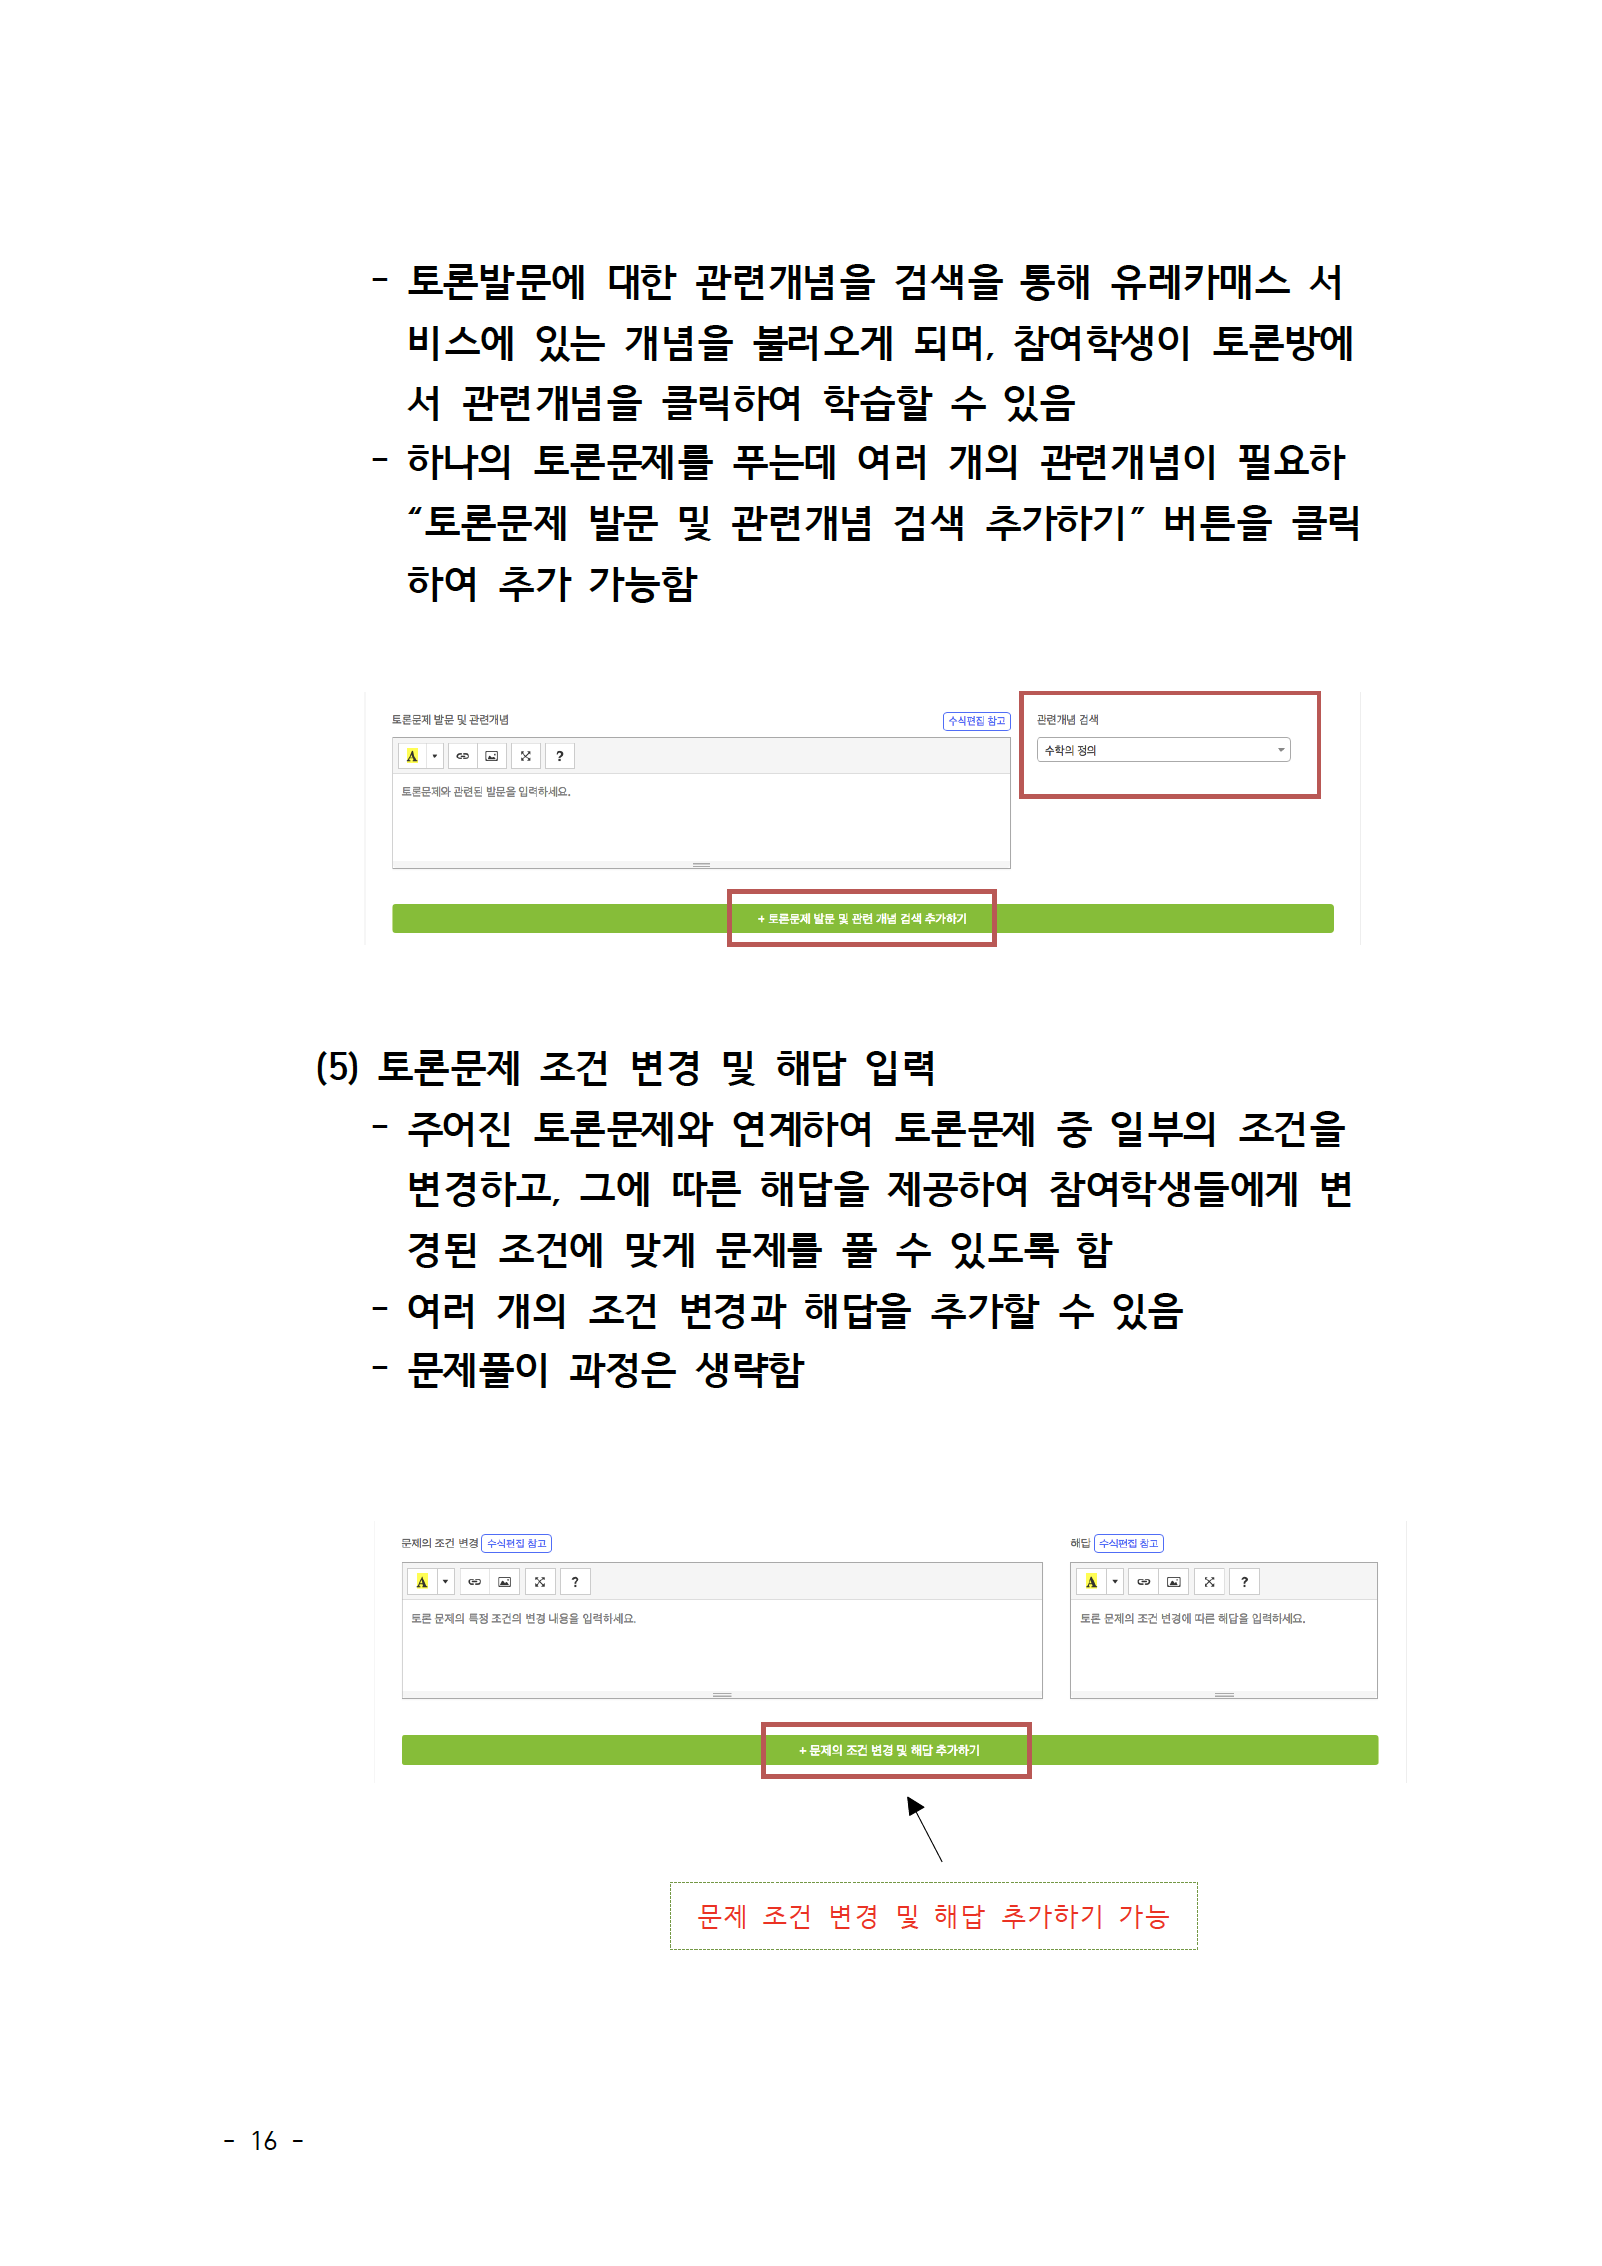 - 토론발문에 대한 관련개념을 검색을 통해 유레카매스 서
비스에 있는 개념을 불러오게 되며, 참여학생이 토론방에
서 관련개념을 클릭하여 학습할 수 있음
- 하나의 토론문제를 푸는데 여러 개의 관련개념이 필요하
“토론문제 발문 및 관련개념 검색 추가하기” 버튼을 클릭
하여 추가 가능함
토론문제 발문 및 관련개념 수식편집 참고 관련개념 검색
A ?
수학의 정의
토론문제와 관련된 발문을 입력하세요.
+ 토론문제 발문 및 관련 개념 검색 추가하기
(5) 토론문제 조건 변경 및 해답 입력
- 주어진 토론문제와 연계하여 토론문제 중 일부의 조건을
변경하고, 그에 따른 해답을 제공하여 참여학생들에게 변
경된 조건에 맞게 문제를 풀 수 있도록 함
- 여러 개의 조건 변경과 해답을 추가할 수 있음
- 문제풀이 과정은 생략함
문제의 조건 변경 수식편집 참고 해답 수식편집 참고
A ? A ?
토론 문제의 특정 조건의 변경 내용을 입력하세요. 토론 문제의 조건 변경에 따른 해답을 입력하세요.
+ 문제의 조건 변경 및 해답 추가하기
문제 조건 변경 및 해답 추가하기 가능
- 16 -